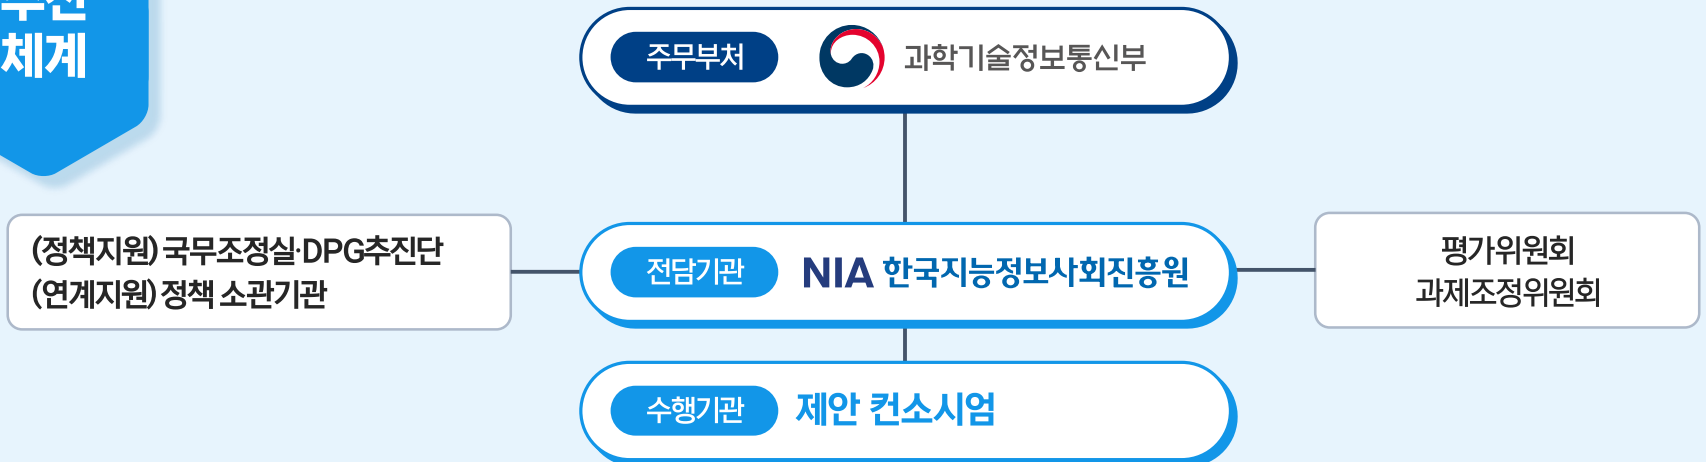 추진
체계
주무부처 과학기술정보통신부
(정책지원) 국무조정실·DPG추진단
(연계지원) 정책 소관기관
전담기관 NIA 한국지능정보사회진흥원
평가위원회
과제조정위원회
수행기관 제안 컨소시엄